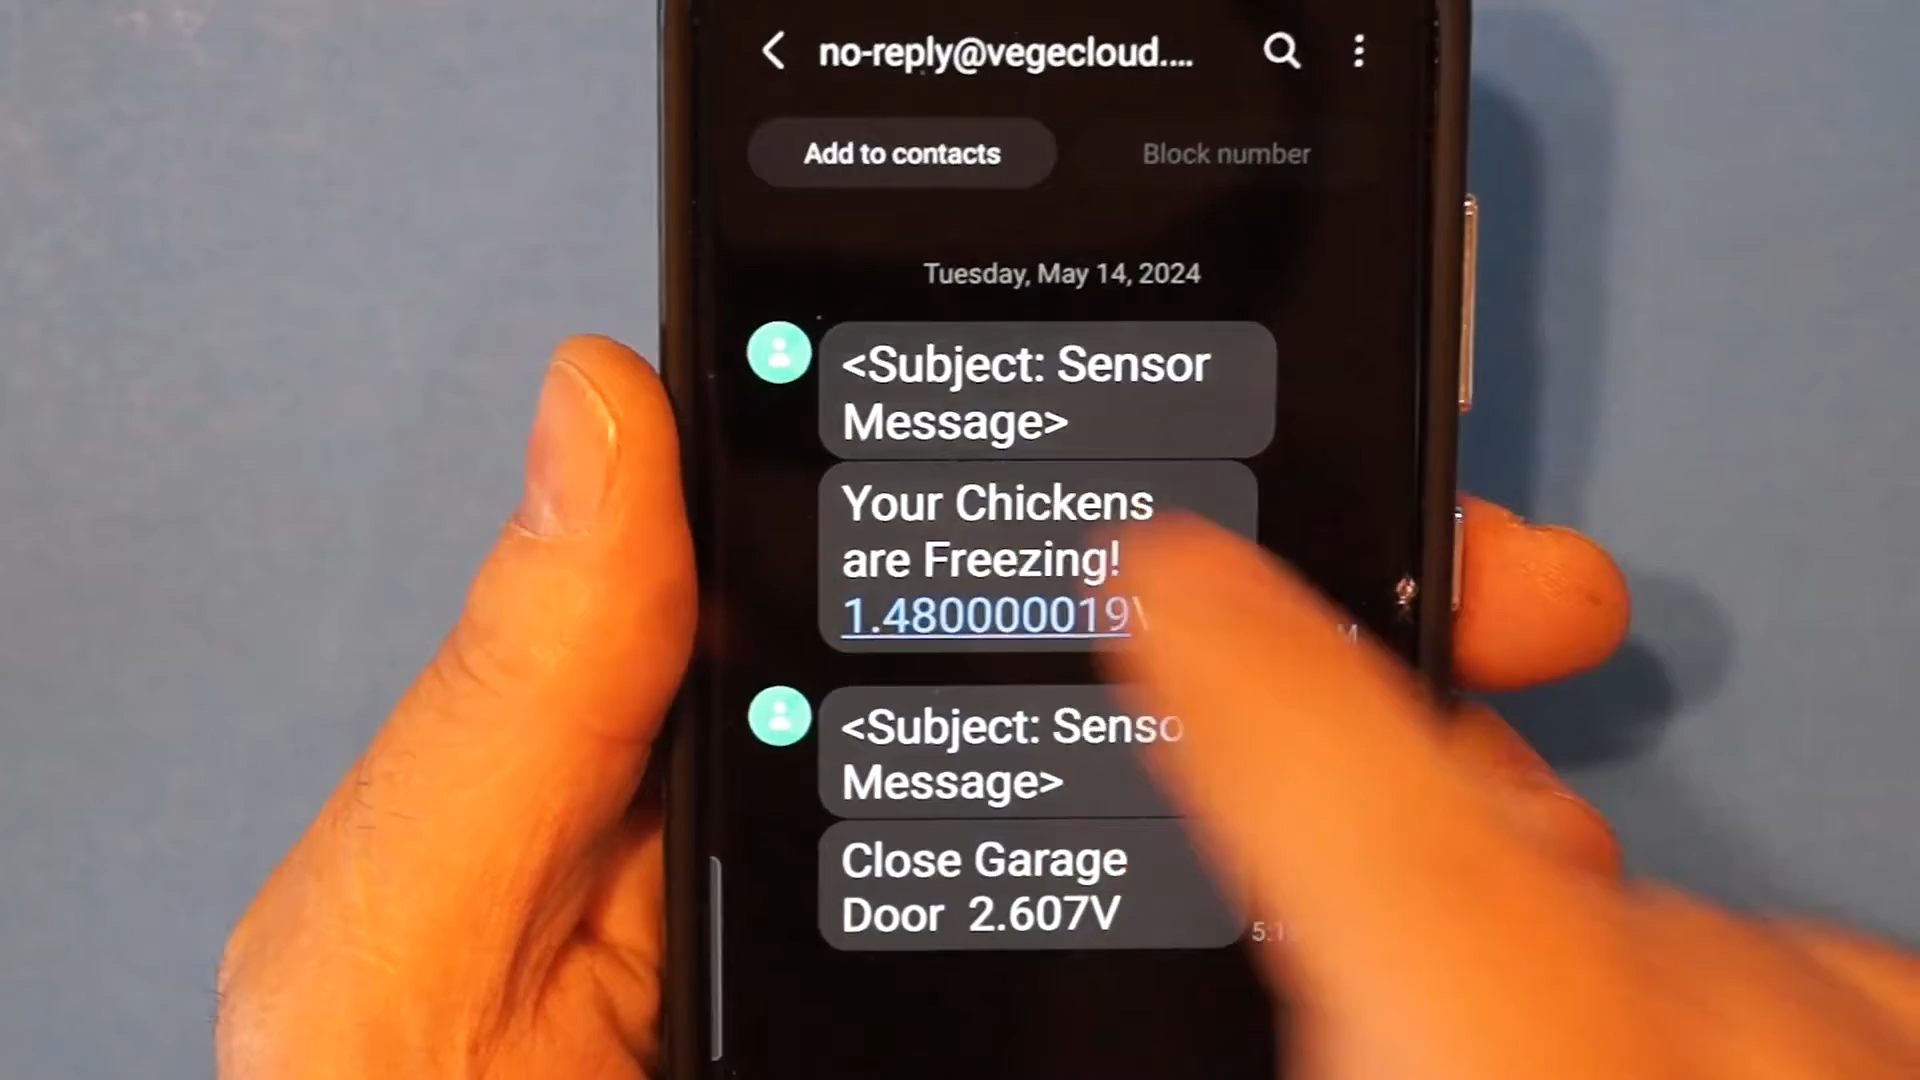 no-reply@vegecloud....
Add to contacts
Block number
Tuesday, May 14, 2024
<Subject: Sensor
Message>
Your Chickens
are Freezing!
1.480000019V
<Subject: Senso
Message>
Close Garage
Door 2.607V